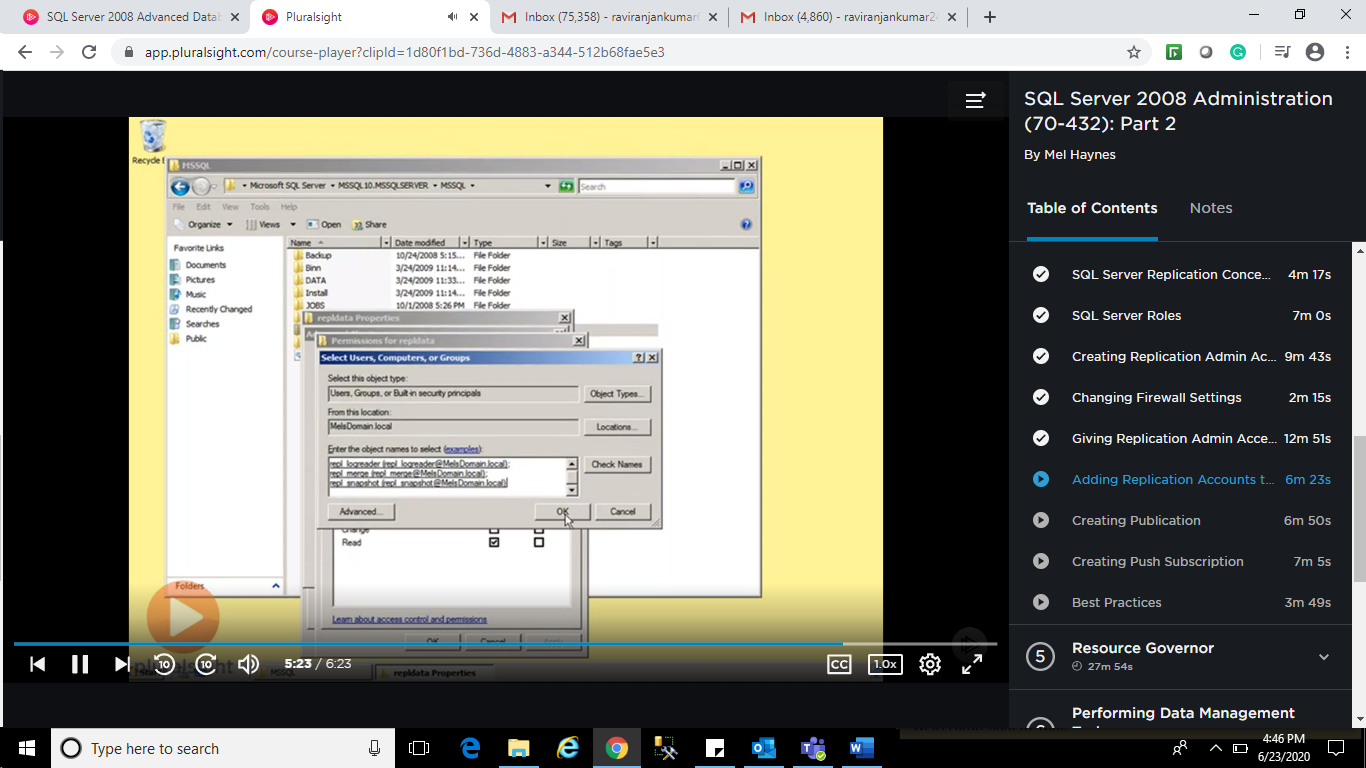 SQL Server 2008 Advanced Datab
Pluralsight
Inbox (75,358) - raviranjankumar
Inbox (4,860) - raviranjankumar2
app.pluralsight.com/course-player?clipId=1d80f1bd-736d-4883-a344-512b68fae5e3
Recycle
MSSQL
Microsoft SQL Server MSSQL10.MSSQLSERVER MSSQL
Search
File Edit View Tools Help
Organize Views Open Share
Favorite Links
Documents
Pictures
Music
Recently Changed
Searches
Public
Folders
Name Date modified Type Size Tags
Backup 10/24/2008 5:15... File Folder
Binn 3/24/2009 11:14... File Folder
DATA 3/24/2009 11:33... File Folder
Install 3/24/2009 11:14... File Folder
JOBS 10/1/2008 5:26 PM File Folder
repldata Properties
Permissions for repldata
Select Users, Computers, or Groups
Select this object type:
Users, Groups, or Built-in security principals
Object Types...
From this location:
MelsDomain.local
Locations...
Enter the object names to select (examples):
repl_logreader (repl_logreader@MelsDomain.local);
repl_merge (repl_merge@MelsDomain.local);
repl_snapshot (repl_snapshot@MelsDomain.local)
Check Names
Advanced...
OK
Cancel
Change
Read
Learn about access control and permissions
OK Cancel Apply
MSSQL
repldata Properties
pluralsight
10
10
5:23 / 6:23
CC
1.0x
SQL Server 2008 Administration
(70-432): Part 2
By Mel Haynes
Table of Contents
Notes
SQL Server Replication Conce... 4m 17s
SQL Server Roles 7m 0s
Creating Replication Admin Ac... 9m 43s
Changing Firewall Settings 2m 15s
Giving Replication Admin Acce... 12m 51s
Adding Replication Accounts t... 6m 23s
Creating Publication 6m 50s
Creating Push Subscription 7m 5s
Best Practices 3m 49s
5
Resource Governor
27m 54s
Performing Data Management
Type here to search
4:46 PM
6/23/2020